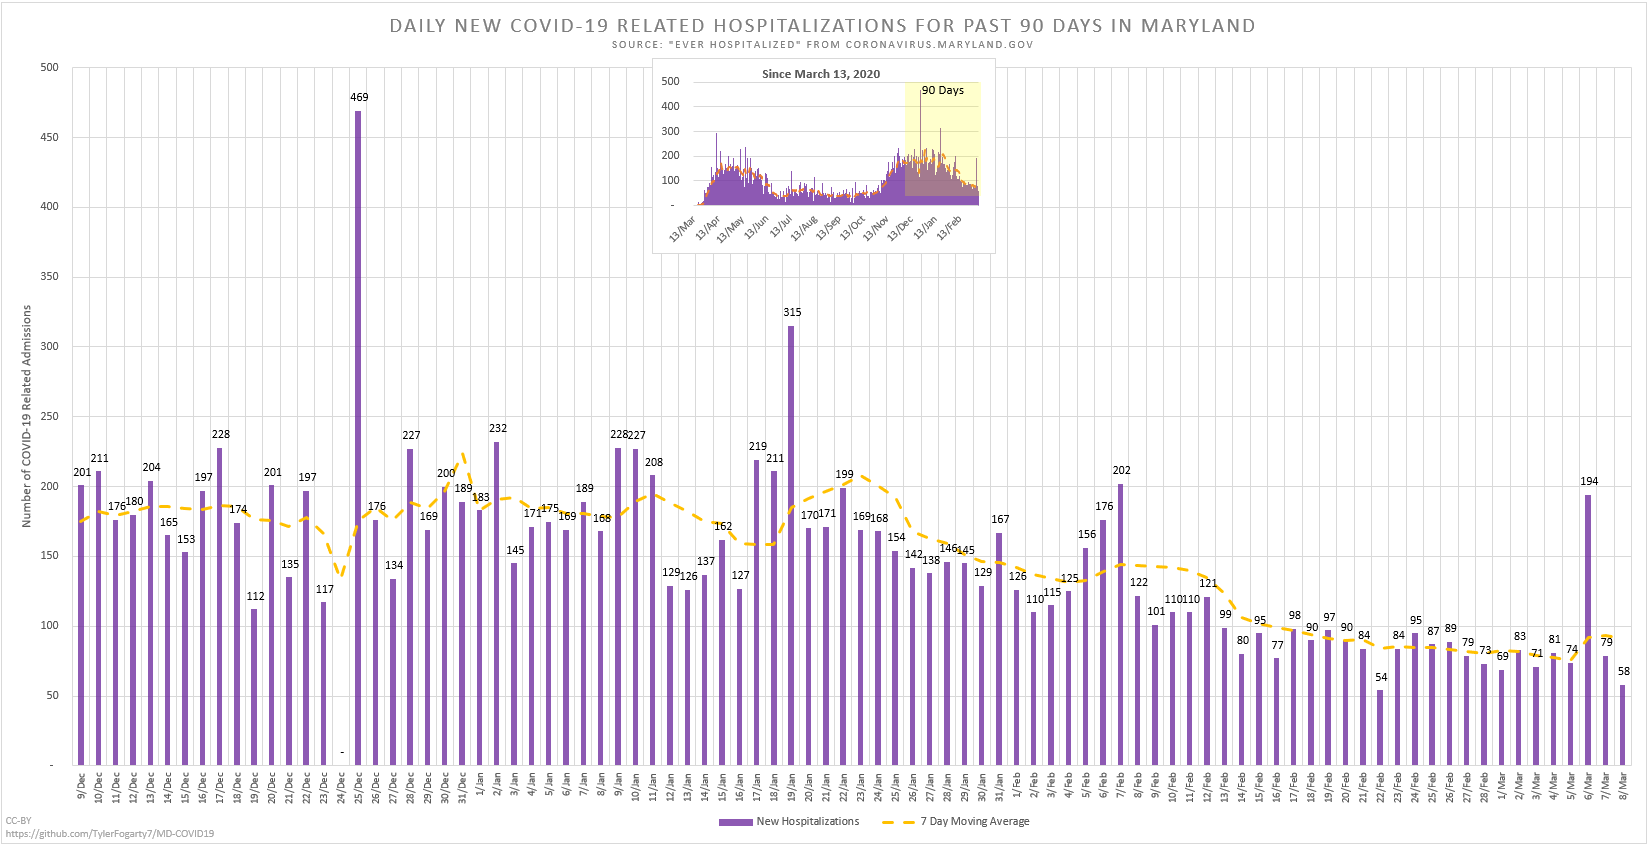 DAILY NEW COVID-19 RELATED HOSPITALIZATIONS FOR PAST 90 DAYS IN MARYLAND
SOURCE: "EVER HOSPITALIZED" FROM CORONAVIRUS.MARYLAND.GOV
Number of COVID-19 Related Admissions
500
450
400
350
300
250
200
150
100
50
-
Since March 13, 2020
90 Days
500
400
300
200
100
-
13/Mar 13/Apr 13/May 13/Jun 13/Jul 13/Aug 13/Sep 13/Oct 13/Nov 13/Dec 13/Jan 13/Feb
201 211 176 180 204 165 153 197 228 174 112 201 135 197 117 - 469 176 134 227 169 200 189
183 232 145 171 175 169 189 168 228 227 208 129 126 137 162 127 219 211 315 170 171 199 169 168 154 142 138 146 145 129 167
126 110 115 125 156 176 202 122 101 110 110 121 99 80 95 77 98 90 97 90 84 54 84 95 87 89 79 73
69 83 71 81 74 194 79 58
9/Dec 10/Dec 11/Dec 12/Dec 13/Dec 14/Dec 15/Dec 16/Dec 17/Dec 18/Dec 19/Dec 20/Dec 21/Dec 22/Dec 23/Dec 24/Dec 25/Dec 26/Dec 27/Dec 28/Dec 29/Dec 30/Dec 31/Dec
1/Jan 2/Jan 3/Jan 4/Jan 5/Jan 6/Jan 7/Jan 8/Jan 9/Jan 10/Jan 11/Jan 12/Jan 13/Jan 14/Jan 15/Jan 16/Jan 17/Jan 18/Jan 19/Jan 20/Jan 21/Jan 22/Jan 23/Jan 24/Jan 25/Jan 26/Jan 27/Jan 28/Jan 29/Jan 30/Jan 31/Jan
1/Feb 2/Feb 3/Feb 4/Feb 5/Feb 6/Feb 7/Feb 8/Feb 9/Feb 10/Feb 11/Feb 12/Feb 13/Feb 14/Feb 15/Feb 16/Feb 17/Feb 18/Feb 19/Feb 20/Feb 21/Feb 22/Feb 23/Feb 24/Feb 25/Feb 26/Feb 27/Feb 28/Feb
1/Mar 2/Mar 3/Mar 4/Mar 5/Mar 6/Mar 7/Mar 8/Mar
New Hospitalizations
7 Day Moving Average
CC-BY
https://github.com/TylerFogarty7/MD-COVID19